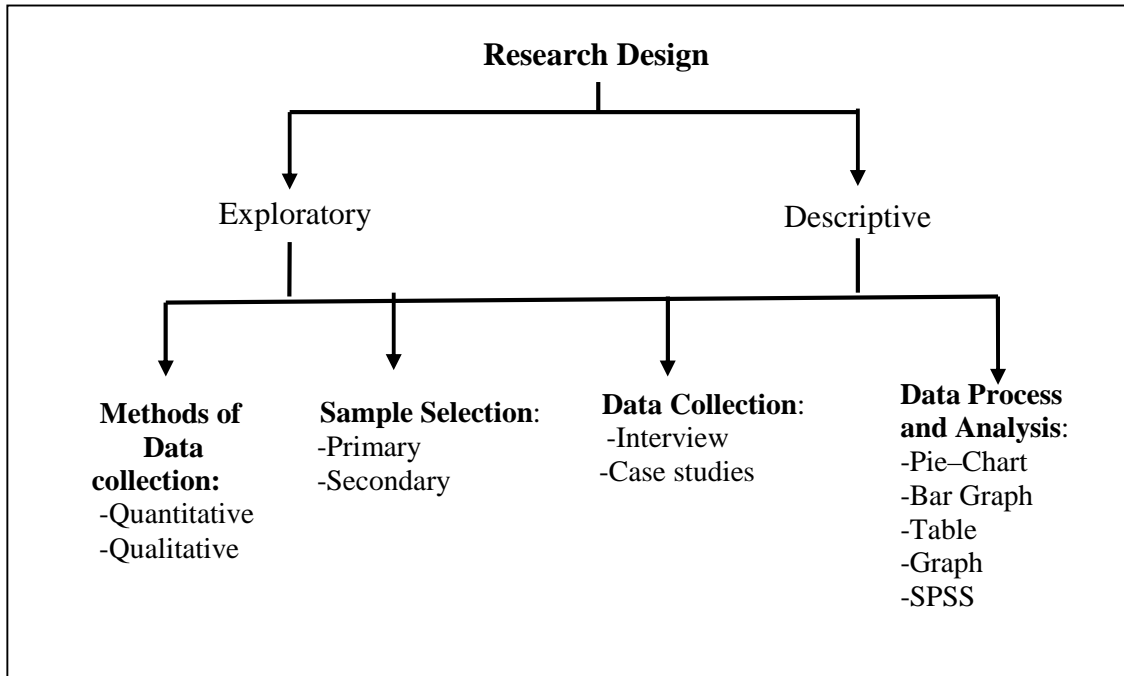 Research Design
Exploratory
Descriptive
Methods of
Data
collection:
-Quantitative
-Qualitative
Sample Selection:
-Primary
-Secondary
Data Collection:
-Interview
-Case studies
Data Process
and Analysis:
-Pie–Chart
-Bar Graph
-Table
-Graph
-SPSS